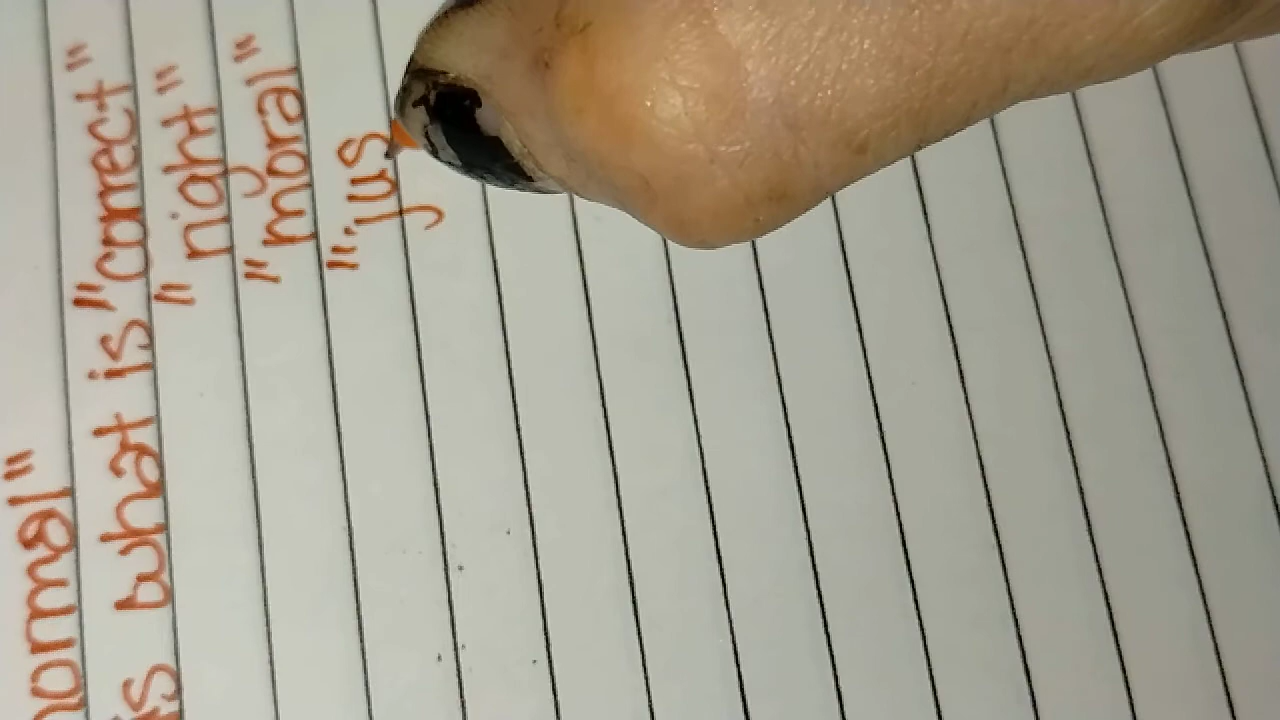 normal"
is what is "correct"
"right"
"moral"
"jus